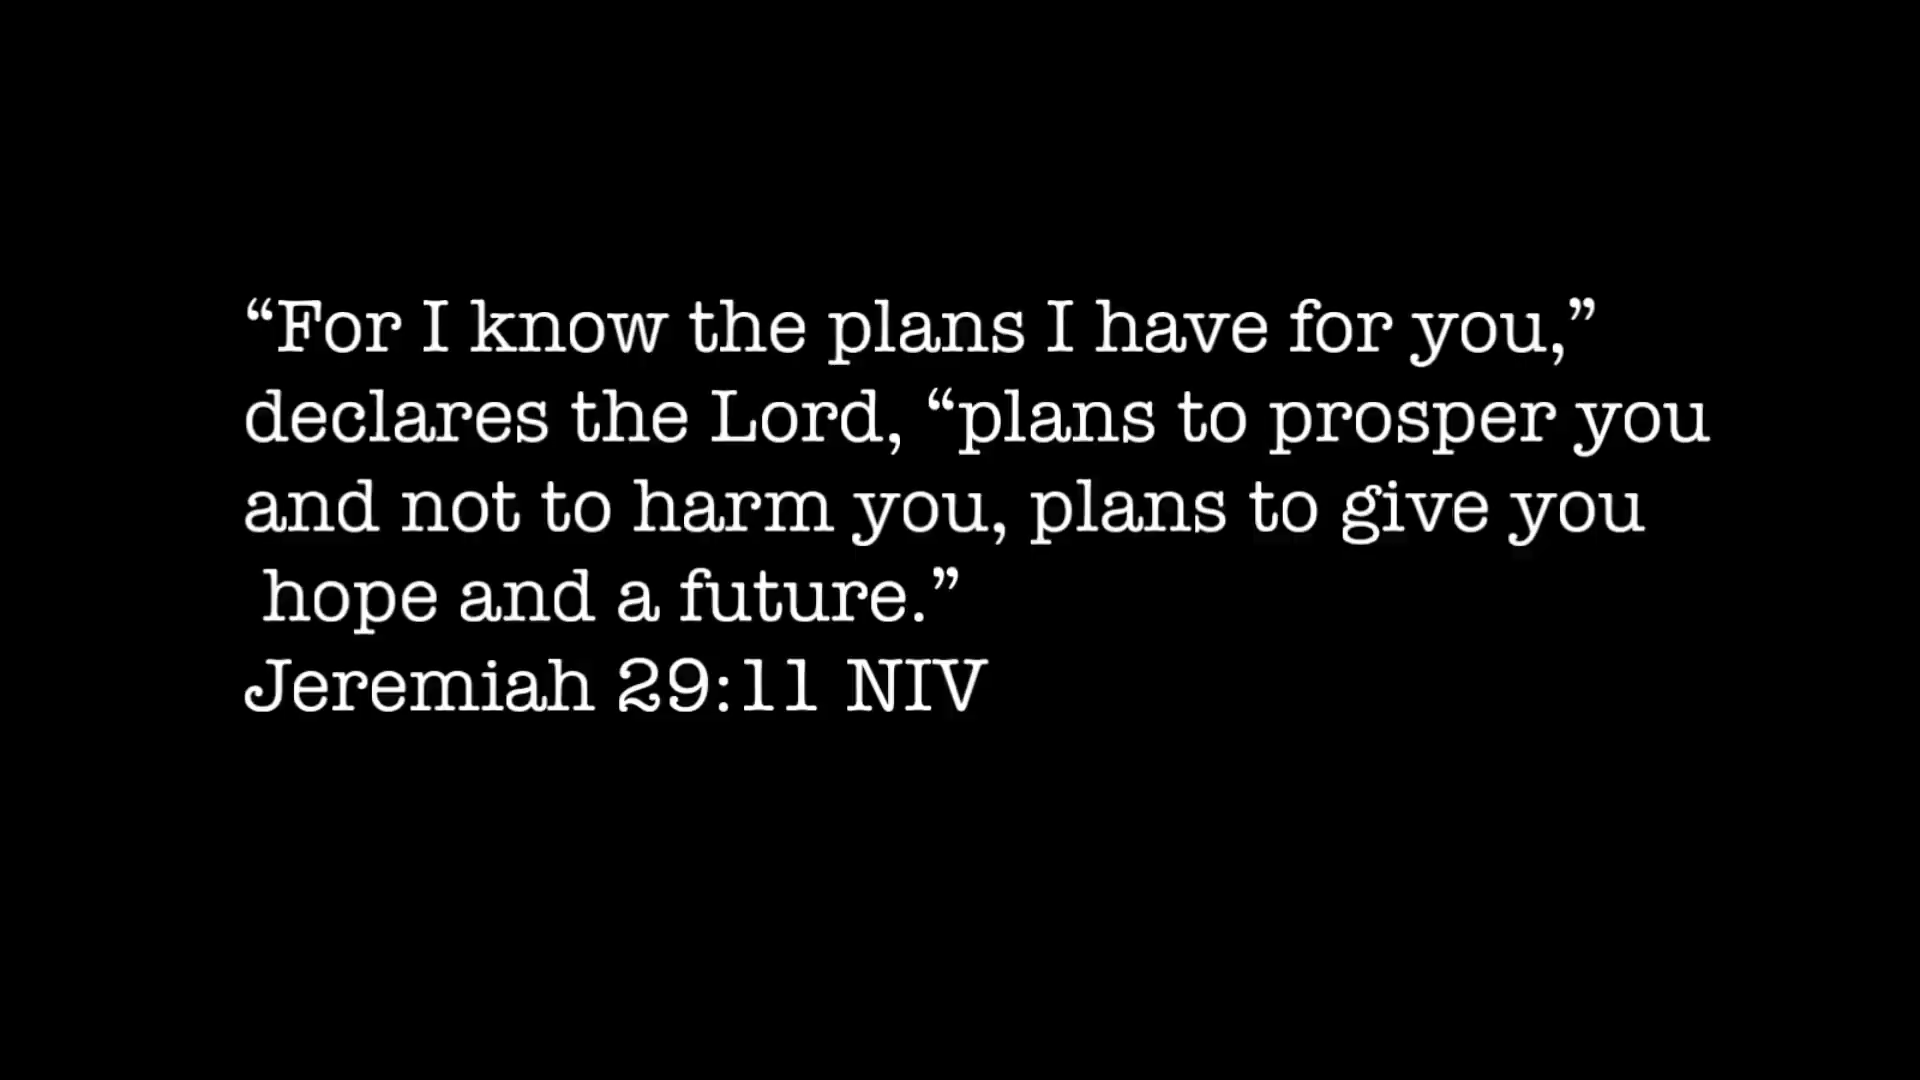 “For I know the plans I have for you,”
declares the Lord, “plans to prosper you
and not to harm you, plans to give you
hope and a future.”
Jeremiah 29:11 NIV